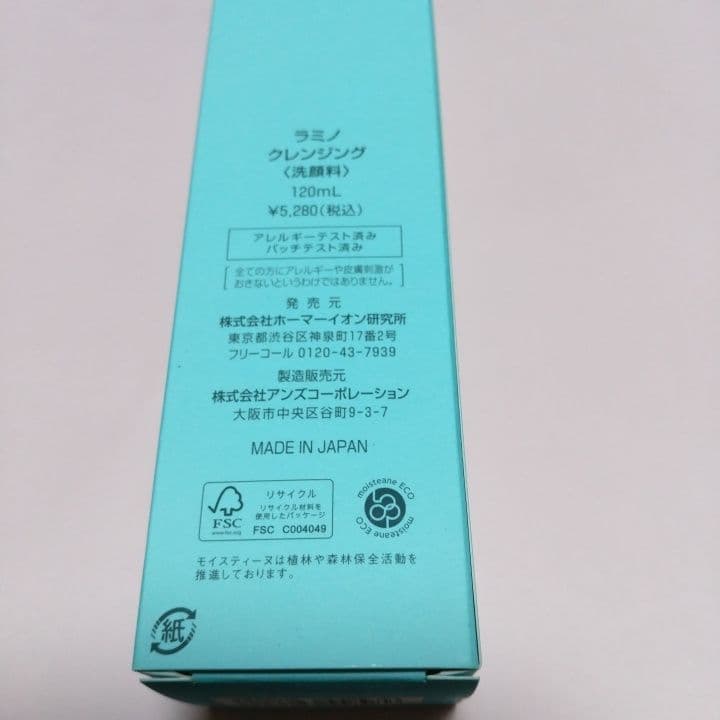 ラミノ
クレンジング
〈洗顔料〉
120mL
¥5,280(税込)
アレルギーテスト済み
パッチテスト済み
全ての方にアレルギーや皮膚刺激が
おきないというわけではありません。
発売元
株式会社ホーマーイオン研究所
東京都渋谷区神泉町17番2号
フリーコール 0120-43-7939
製造販売元
株式会社アンズコーポレーション
大阪市中央区谷町9-3-7
MADE IN JAPAN
FSC
www.fsc.org
リサイクル
リサイクル材料を
使用したパッケージ
FSC C004049
moisteane ECO
moisteane ECO
モイスティーヌは植林や森林保全活動を
推進しております。
紙